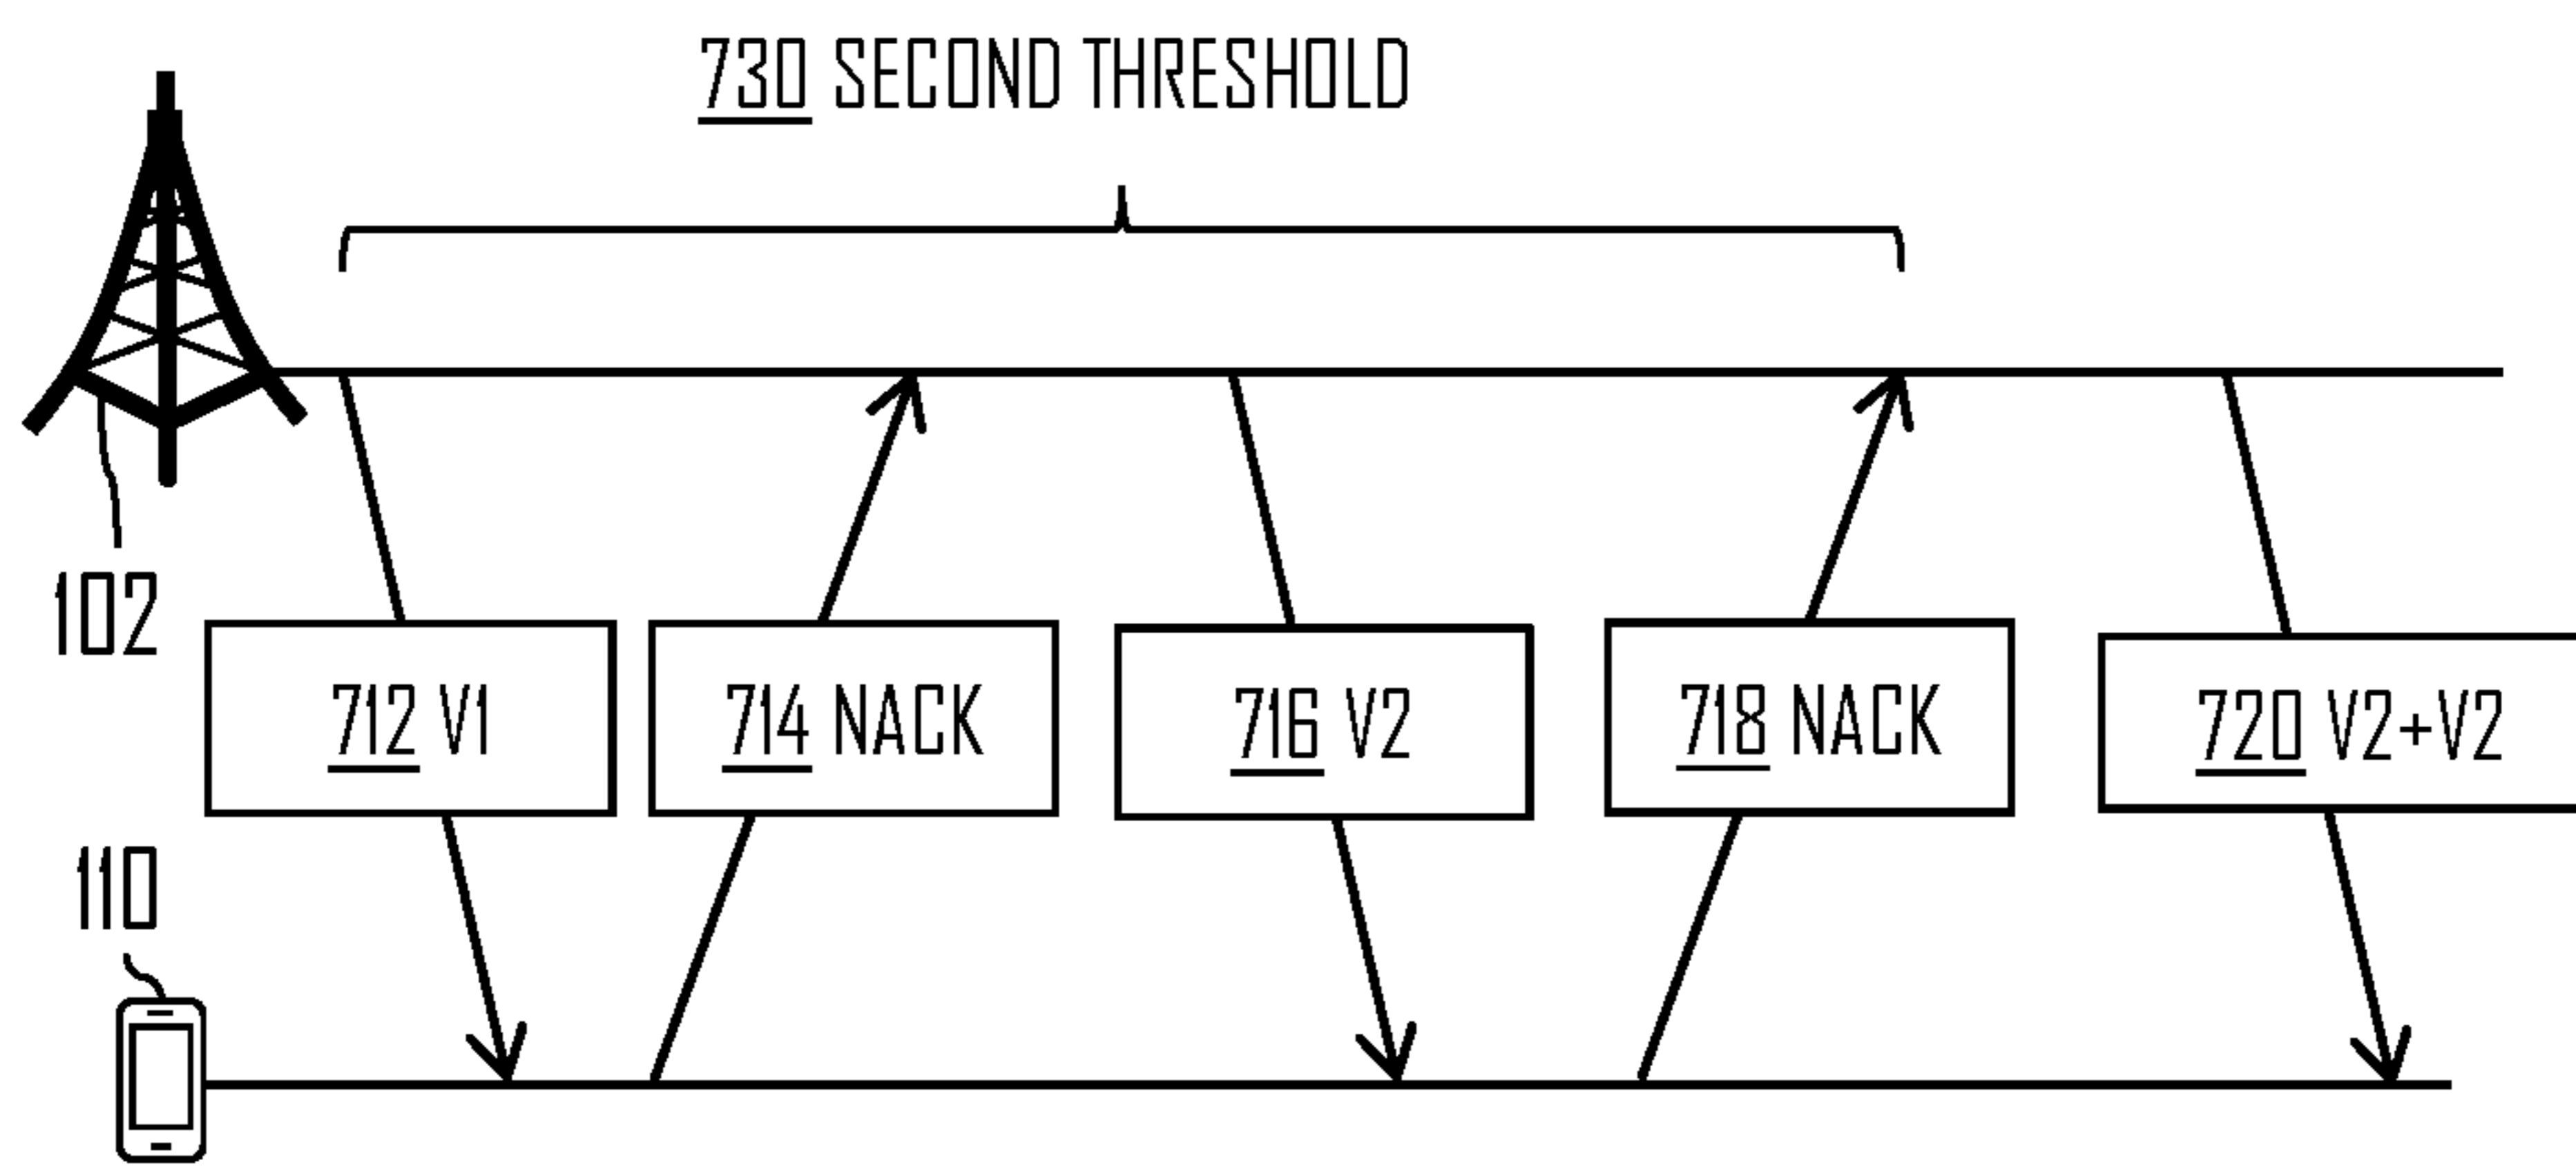 730 SECOND THRESHOLD
102
712 V1
714 NACK
716 V2
718 NACK
720 V2+V2
110